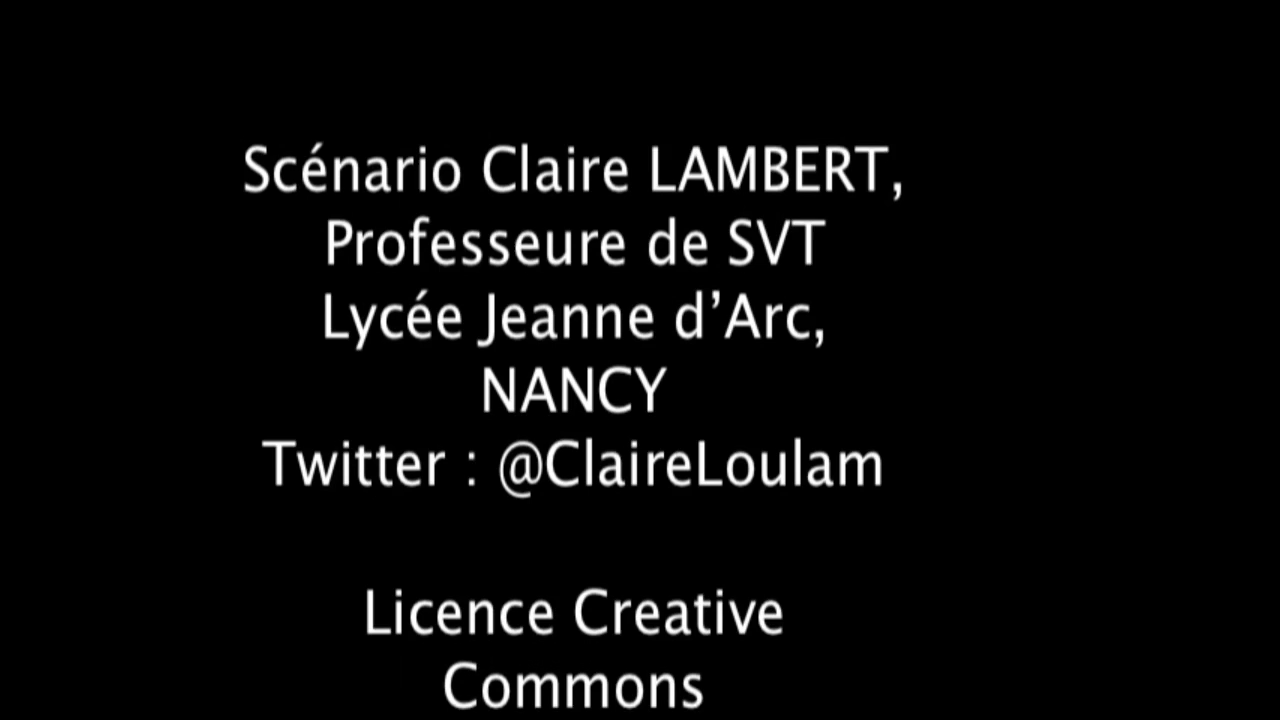 Scénario Claire LAMBERT,
Professeure de SVT
Lycée Jeanne d’Arc,
NANCY
Twitter : @ClaireLoulam
Licence Creative
Commons